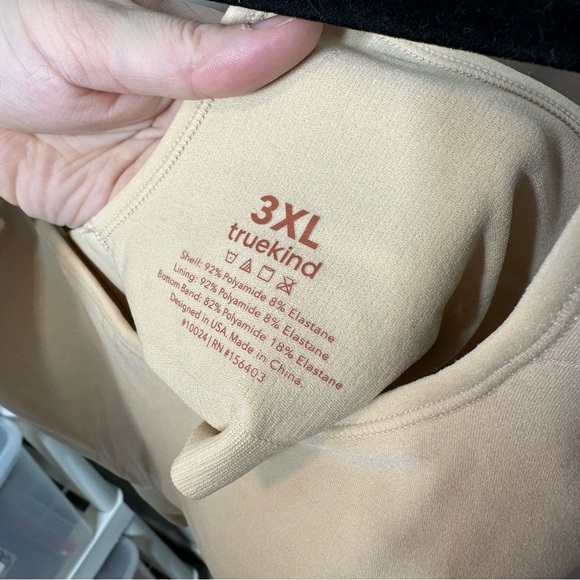 3XL
truekind
Shell: 92% Polyamide 8% Elastane
Lining: 92% Polyamide 8% Elastane
Bottom Band: 82% Polyamide 18% Elastane
Designed in USA. Made in China.
#10024 | RN #156403